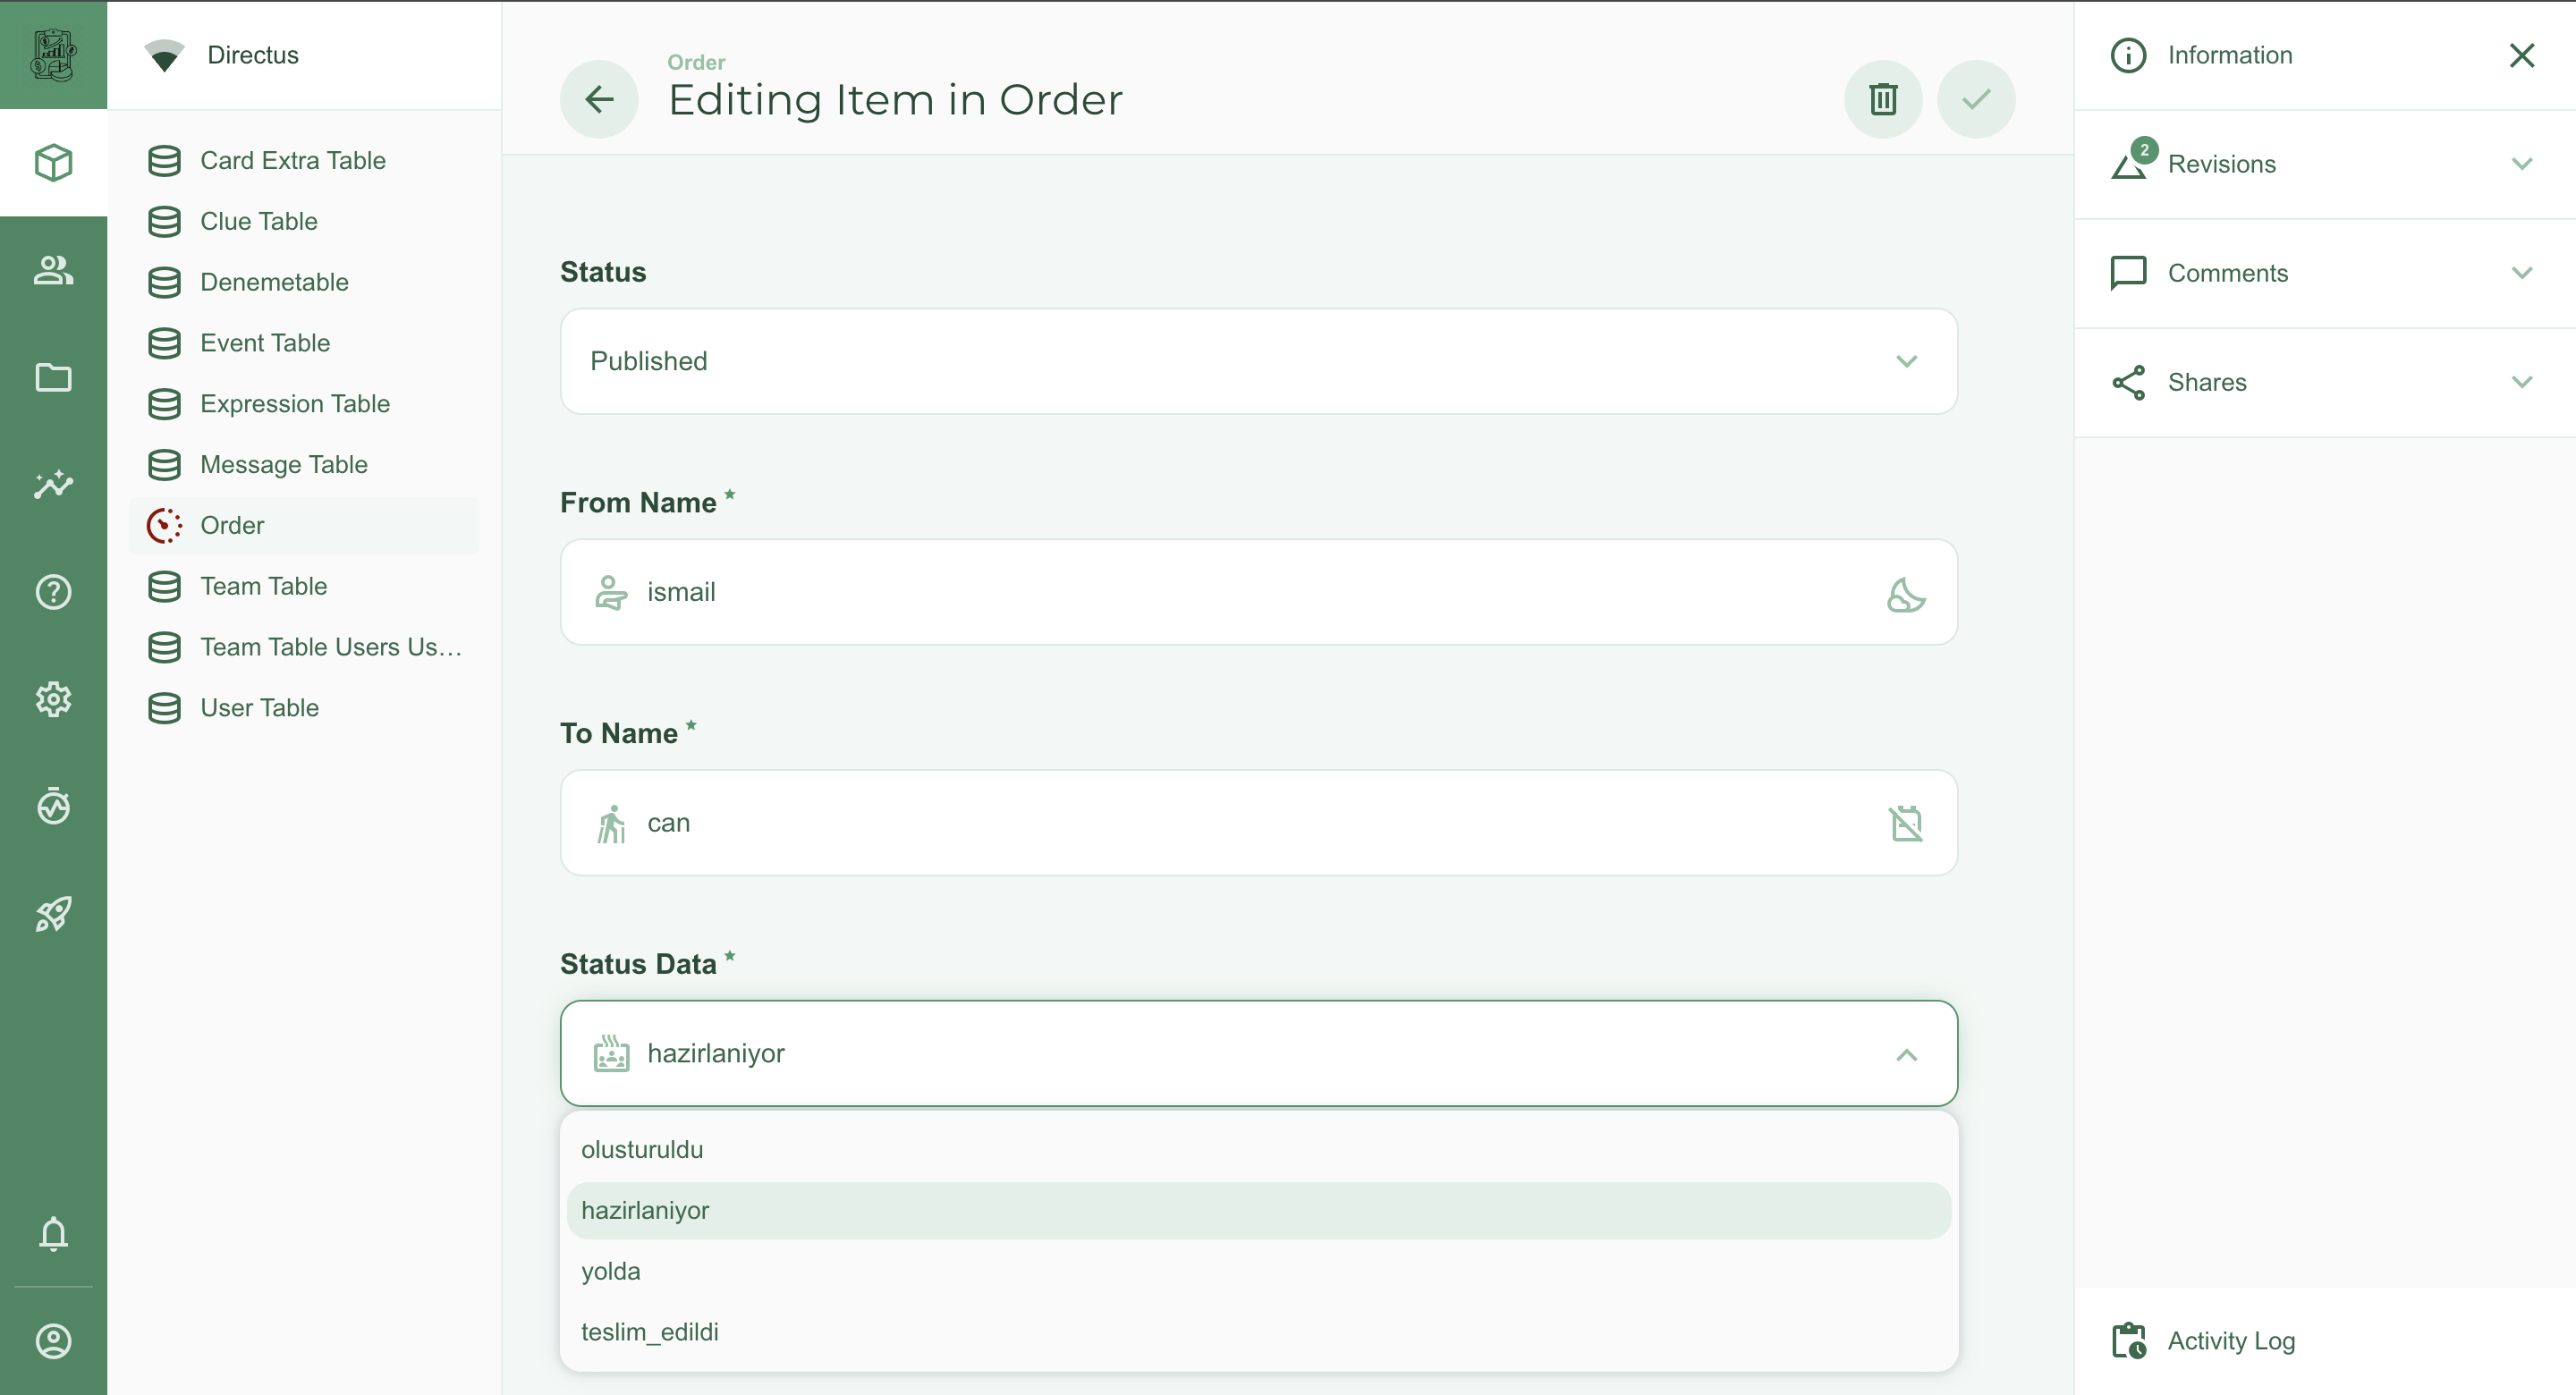 Directus
Card Extra Table
Clue Table
Denemetable
Event Table
Expression Table
Message Table
Order
Team Table
Team Table Users Us…
User Table
Order
Editing Item in Order
Status
Published
From Name *
ismail
To Name *
can
Status Data *
hazirlaniyor
olusturuldu
hazirlaniyor
yolda
teslim_edildi
Information
2
Revisions
Comments
Shares
Activity Log